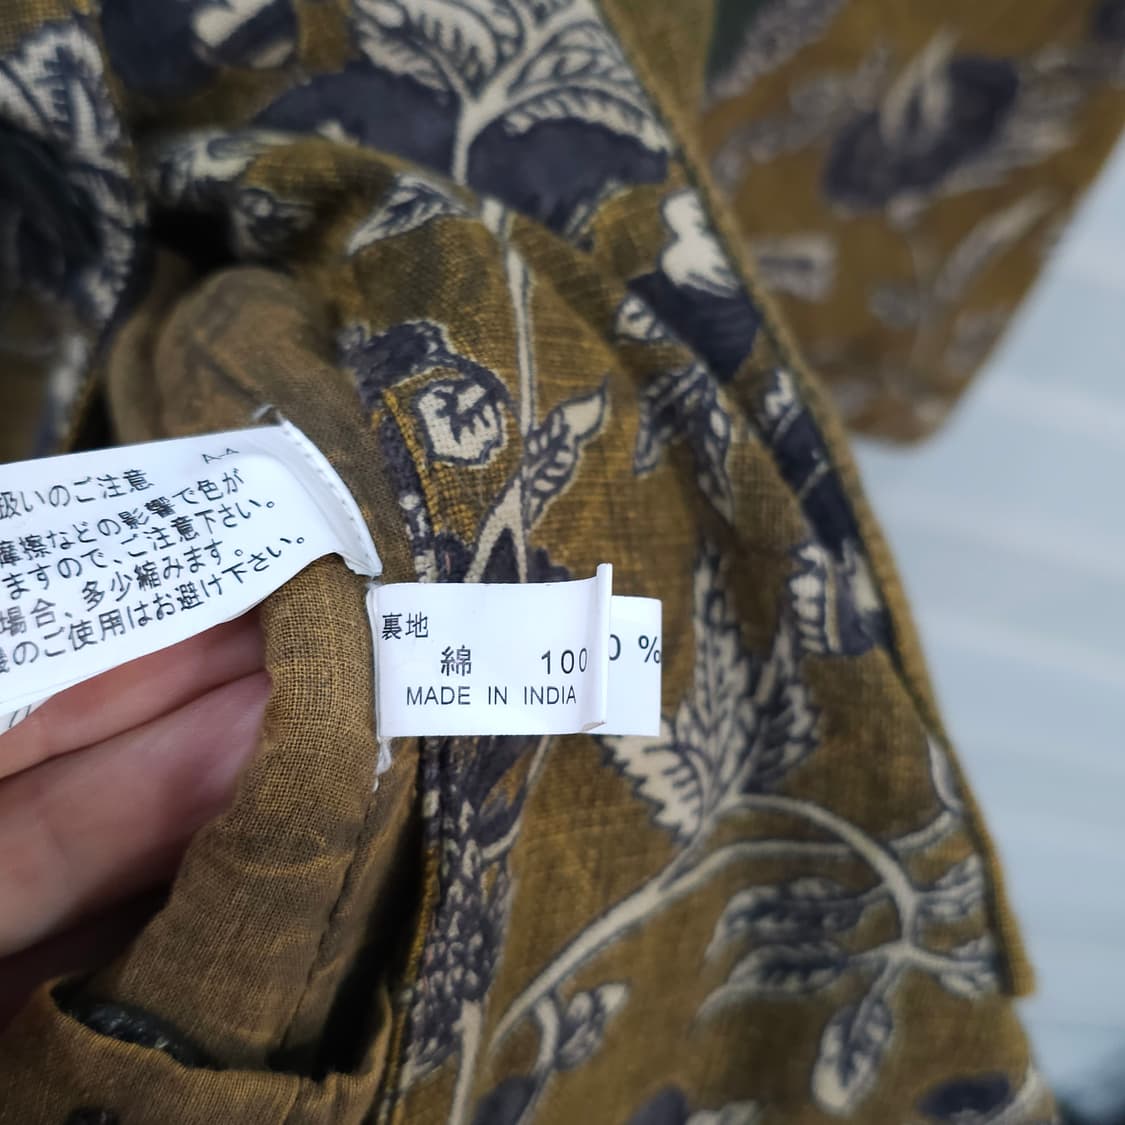 扱いのご注意
摩擦などの影響で色が
ますので、ご注意下さい。
場合、多少縮みます。
のご使用はお避け下さい。
裏地
綿 100
MADE IN INDIA
0 %